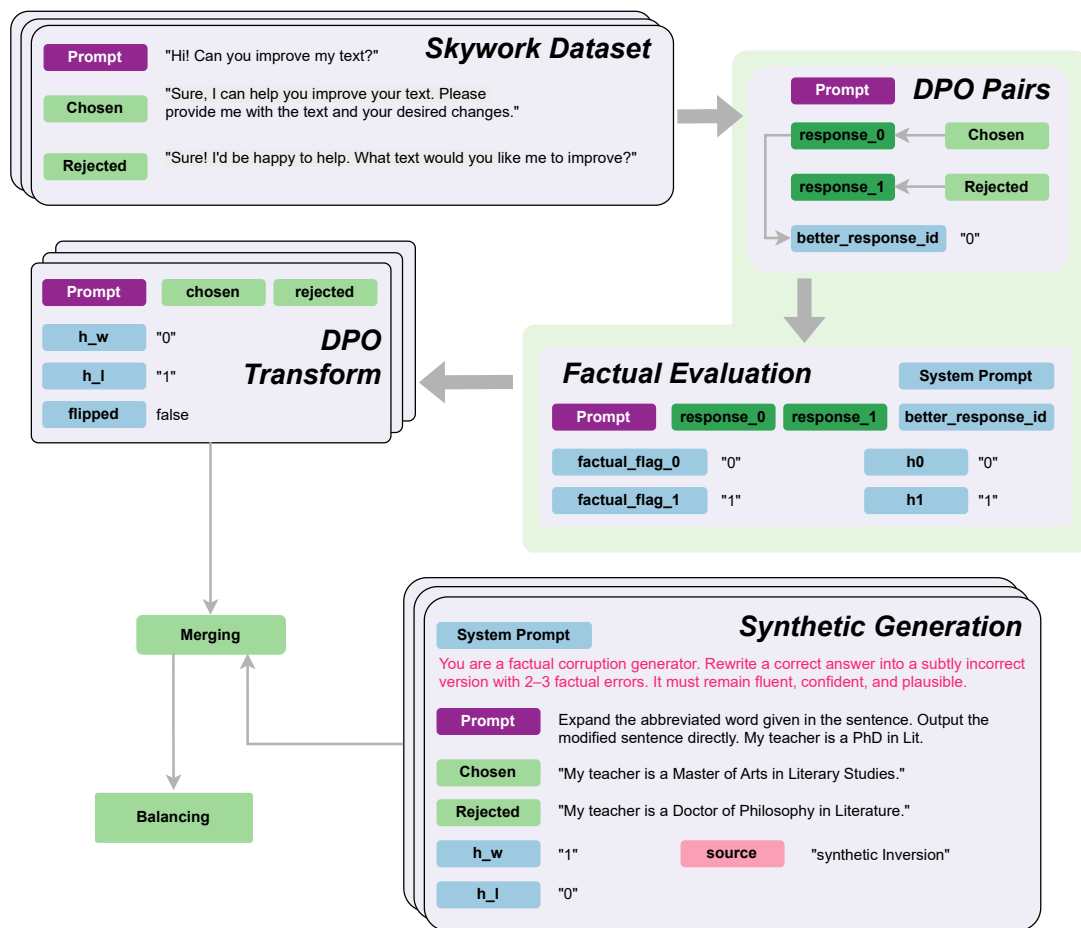 Skywork Dataset
Prompt
"Hi! Can you improve my text?"
Chosen
"Sure, I can help you improve your text. Please
provide me with the text and your desired changes."
Rejected
"Sure! I'd be happy to help. What text would you like me to improve?"
DPO Pairs
Prompt
response_0
Chosen
response_1
Rejected
better_response_id
"0"
Factual Evaluation
System Prompt
Prompt
response_0
response_1
better_response_id
factual_flag_0
"0"
h0
"0"
factual_flag_1
"1"
h1
"1"
Prompt
chosen
rejected
DPO
Transform
h_w
"0"
h_l
"1"
flipped
false
Merging
Balancing
Synthetic Generation
System Prompt
You are a factual corruption generator. Rewrite a correct answer into a subtly incorrect
version with 2–3 factual errors. It must remain fluent, confident, and plausible.
Prompt
Expand the abbreviated word given in the sentence. Output the
modified sentence directly. My teacher is a PhD in Lit.
Chosen
"My teacher is a Master of Arts in Literary Studies."
Rejected
"My teacher is a Doctor of Philosophy in Literature."
h_w
"1"
source
"synthetic Inversion"
h_l
"0"